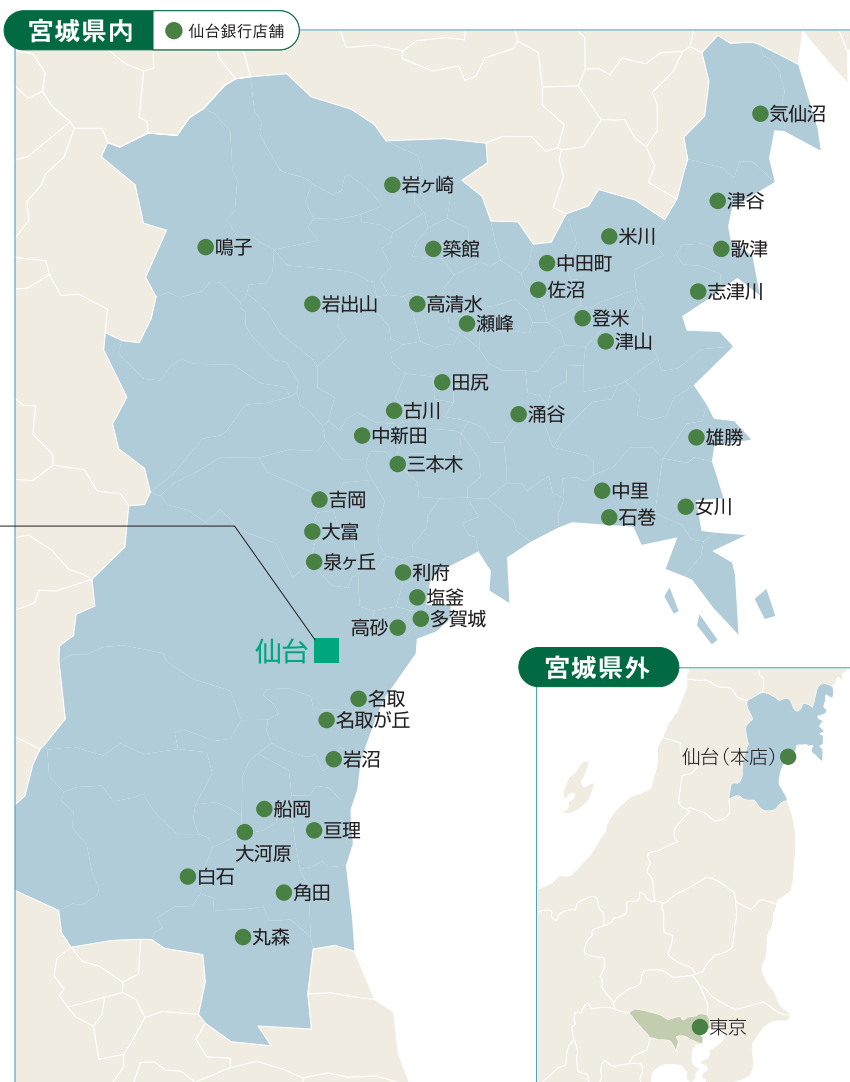 宮城県内
仙台銀行店舗
気仙沼
岩ヶ崎
津谷
米川
鳴子
築館
歌津
中田町
佐沼
志津川
岩出山
高清水
瀬峰
登米
津山
田尻
古川
涌谷
中新田
雄勝
三本木
中里
吉岡
女川
石巻
大富
泉ヶ丘
利府
塩釜
多賀城
高砂
仙台
宮城県外
名取
名取が丘
岩沼
仙台（本店）
船岡
亘理
大河原
白石
角田
丸森
東京